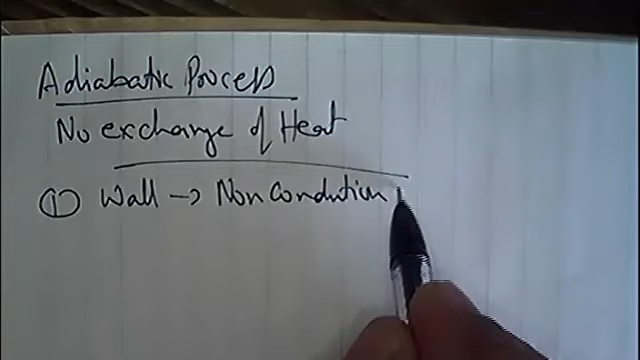 Adiabatic Process
No exchange of Heat
① Wall → Non Conduction